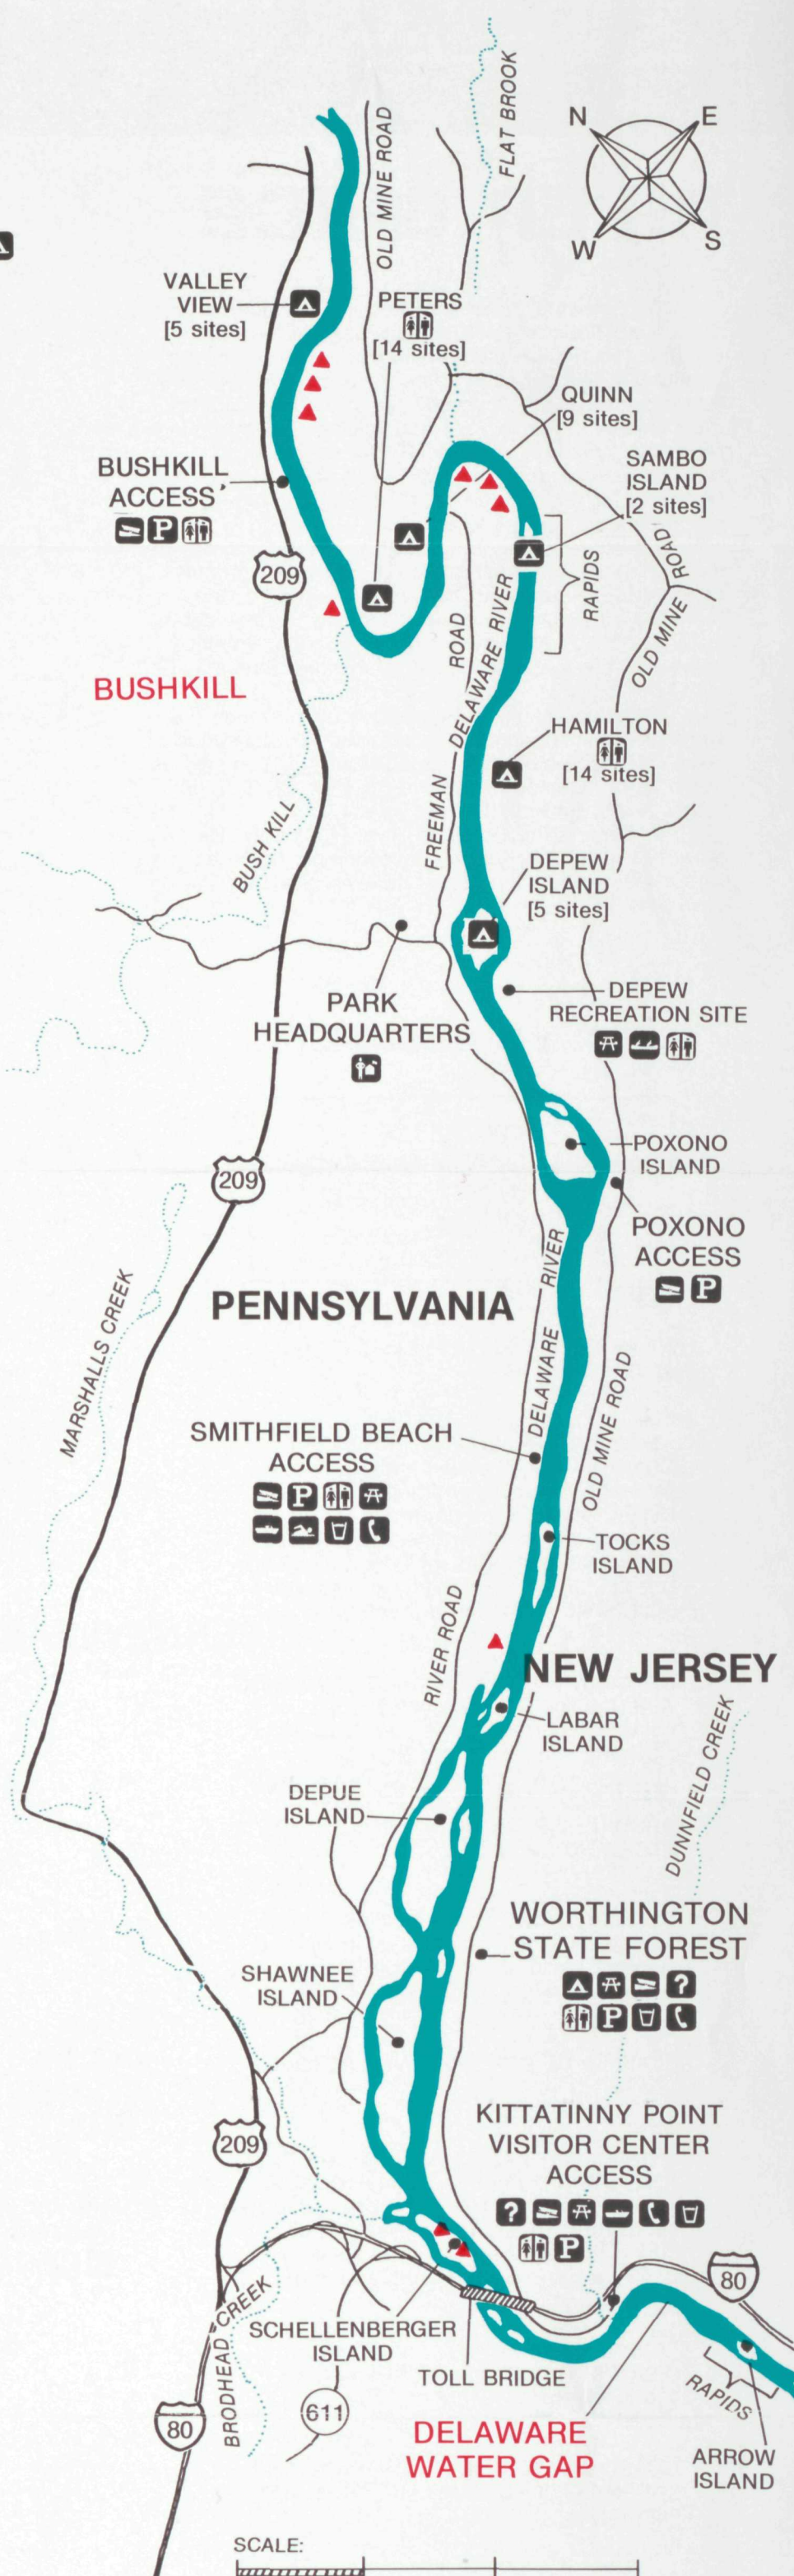 FLAT BROOK
OLD MINE ROAD
N
E
W
S
VALLEY
VIEW
[5 sites]
PETERS
[14 sites]
QUINN
[9 sites]
BUSHKILL
ACCESS
P
SAMBO
ISLAND
[2 sites]
209
RAPIDS
OLD MINE ROAD
FREEMAN ROAD
DELAWARE RIVER
BUSHKILL
HAMILTON
[14 sites]
BUSH KILL
DEPEW
ISLAND
[5 sites]
PARK
HEADQUARTERS
DEPEW
RECREATION SITE
POXONO
ISLAND
209
POXONO
ACCESS
P
MARSHALLS CREEK
PENNSYLVANIA
DELAWARE RIVER
OLD MINE ROAD
SMITHFIELD BEACH
ACCESS
P
TOCKS
ISLAND
RIVER ROAD
NEW JERSEY
LABAR
ISLAND
DUNNFIELD CREEK
DEPUE
ISLAND
WORTHINGTON
STATE FOREST
?
P
SHAWNEE
ISLAND
KITTATINNY POINT
VISITOR CENTER
ACCESS
?
P
209
80
BRODHEAD CREEK
SCHELLENBERGER
ISLAND
TOLL BRIDGE
RAPIDS
611
80
DELAWARE
WATER GAP
ARROW
ISLAND
SCALE: